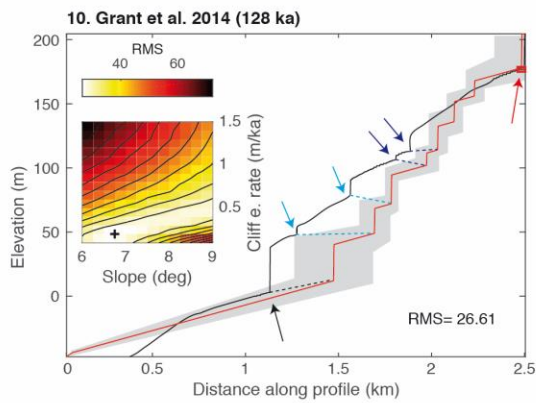 10. Grant et al. 2014 (128 ka)
RMS
40 60
200
150
100
50
0
Elevation (m)
1.5
1
0.5
Cliff e. rate (m/ka)
6 7 8 9
Slope (deg)
RMS= 26.61
0 0.5 1 1.5 2 2.5
Distance along profile (km)